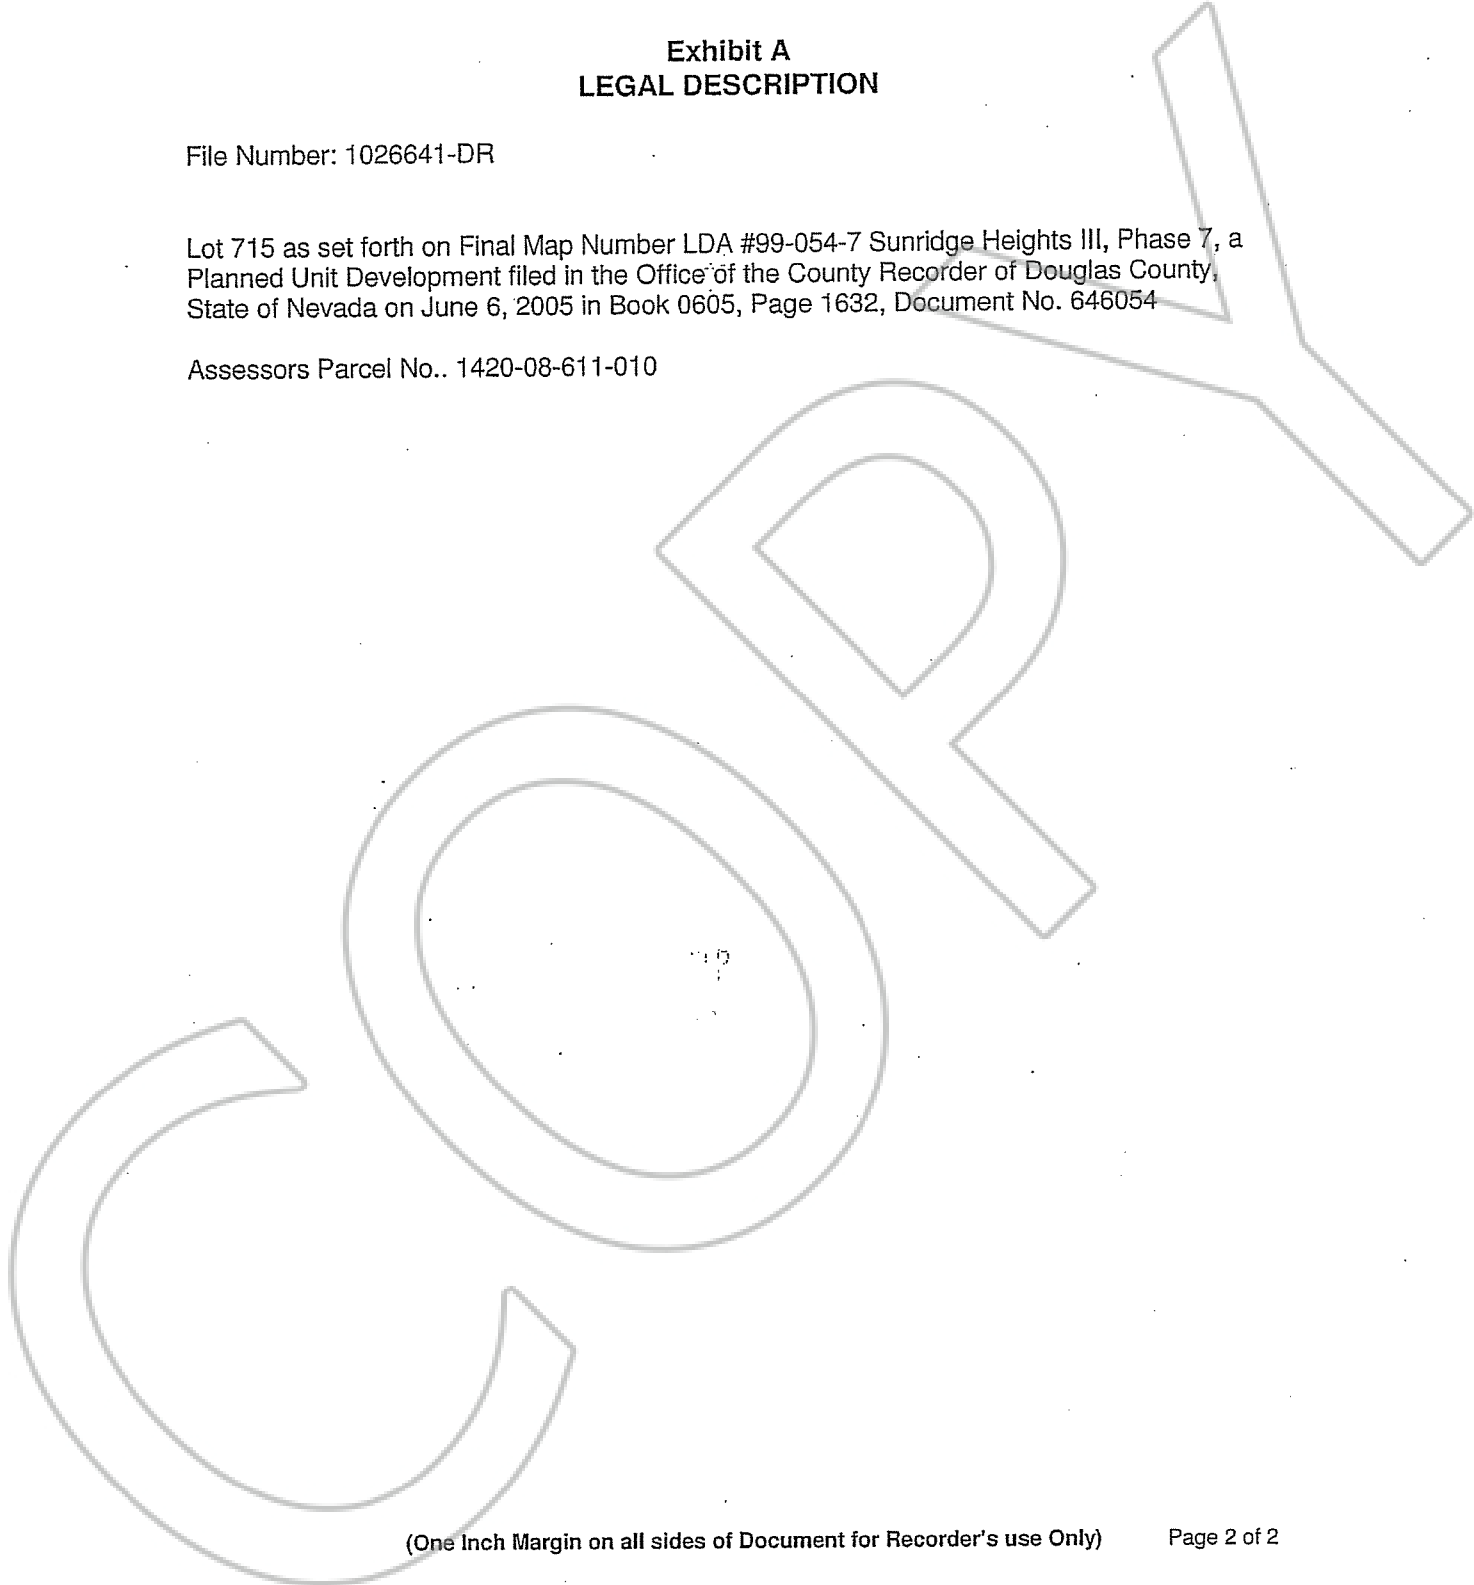 Exhibit A
LEGAL DESCRIPTION
File Number: 1026641-DR
Lot 715 as set forth on Final Map Number LDA #99-054-7 Sunridge Heights III, Phase 7, a
Planned Unit Development filed in the Office of the County Recorder of Douglas County,
State of Nevada on June 6, 2005 in Book 0605, Page 1632, Document No. 646054
Assessors Parcel No.. 1420-08-611-010
COPY
(One Inch Margin on all sides of Document for Recorder's use Only) Page 2 of 2